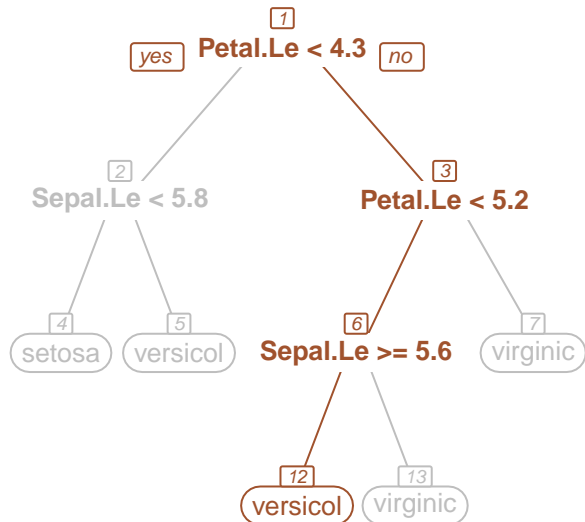 1
yes Petal.Le < 4.3 no
2 3
Sepal.Le < 5.8 Petal.Le < 5.2
4 5 6 7
setosa versicol Sepal.Le >= 5.6 virginic
12 13
versicol virginic